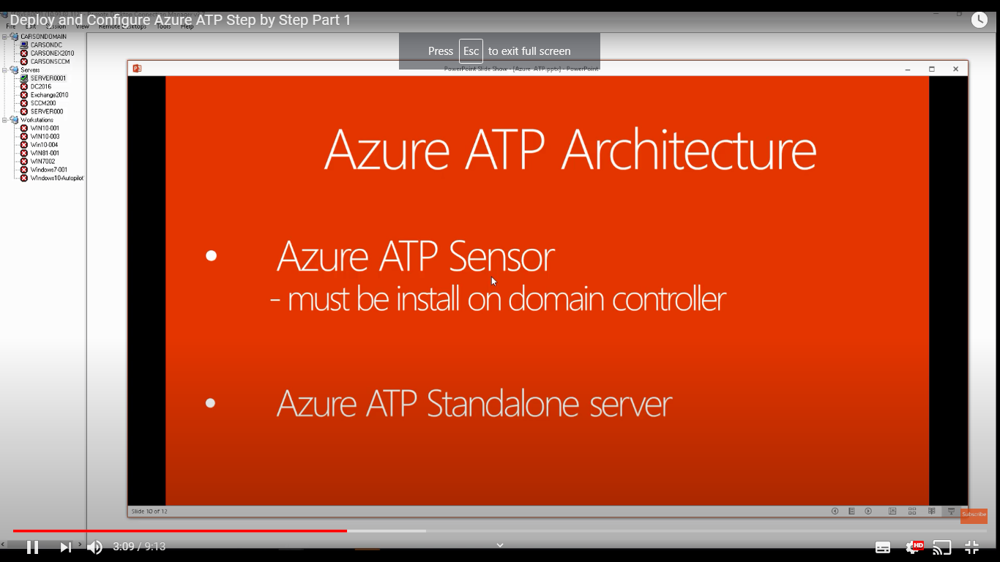 Deploy and Configure Azure ATP Step by Step Part 1
File Edit Session View Remote Desktops Tools Help
Press Esc to exit full screen
CARSONDOMAIN
CARSONDC
CARSONEX2010
CARSONSCCM
Servers
SERVER0001
DC2016
Exchange2010
SCCM200
SERVER000
Workstations
WIN10-001
WIN10-003
Win10-004
WIN81-001
WIN7002
Windows7-001
Windows10-Autopilot
PowerPoint Slide Show - [Azure ATP.pptx] - PowerPoint
Azure ATP Architecture
• Azure ATP Sensor
- must be install on domain controller
• Azure ATP Standalone server
Slide 10 of 12
Subscribe
3:09 / 9:13
HD